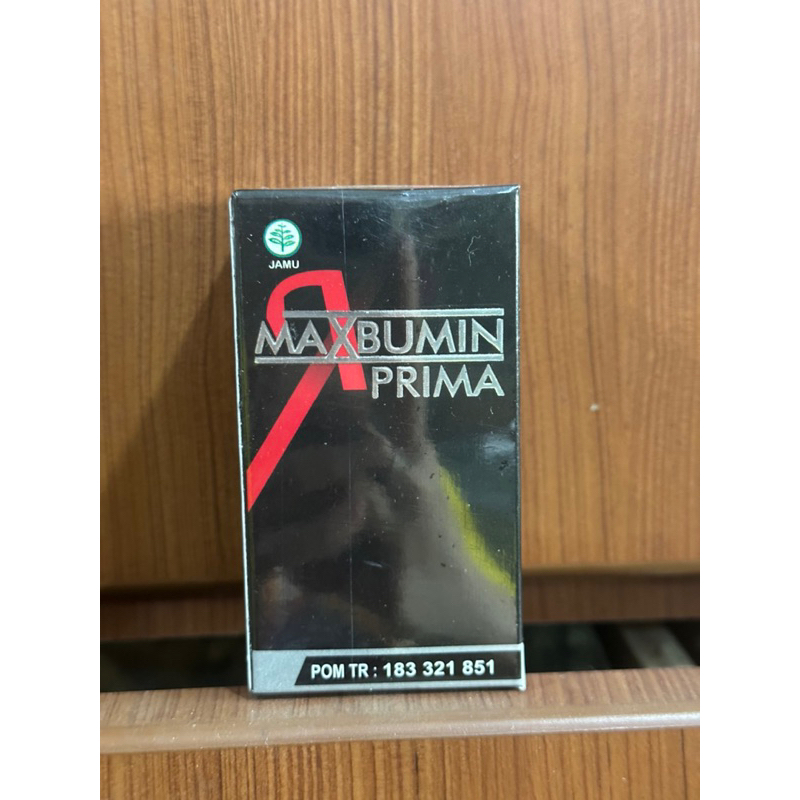 JAMU
MAXBUMIN
PRIMA
POM TR : 183 321 851